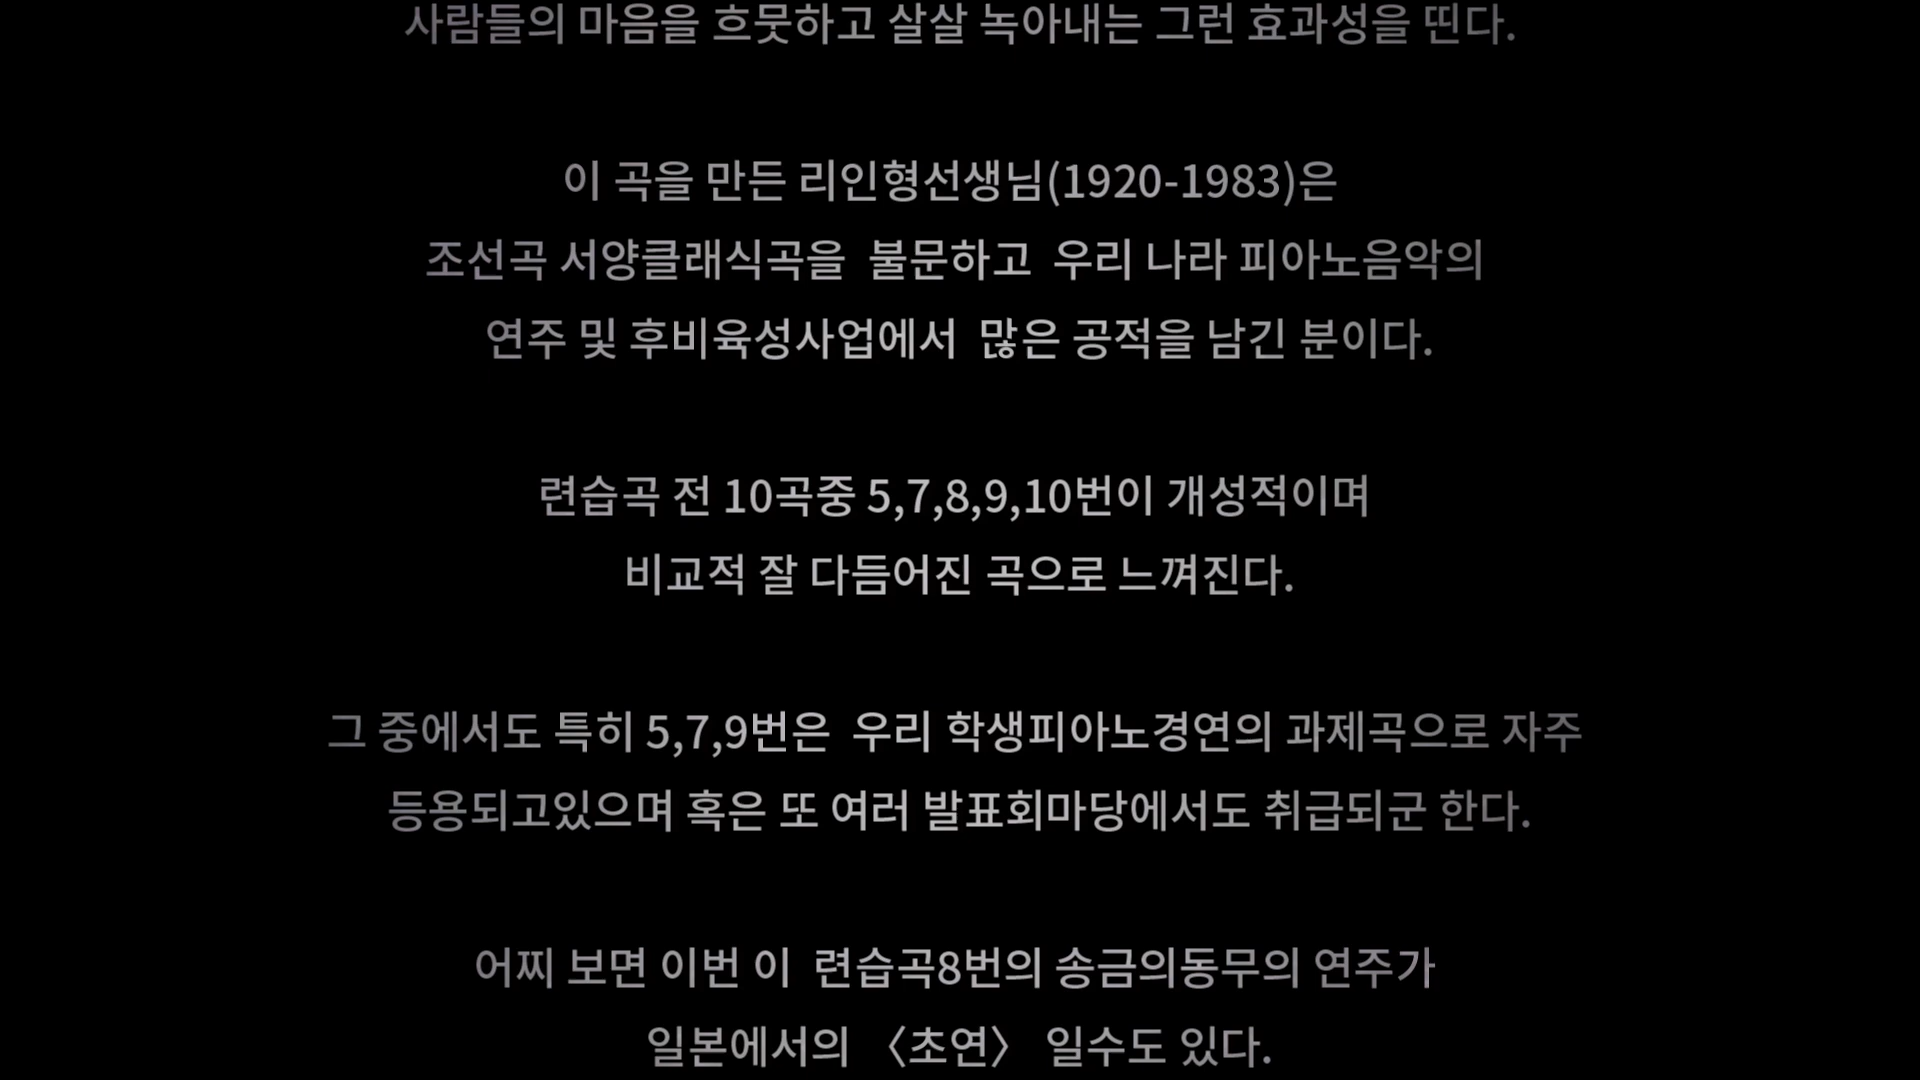 사람들의 마음을 흐뭇하고 살살 녹아내는 그런 효과성을 띤다.
이 곡을 만든 리인형선생님(1920-1983)은
조선곡 서양클래식곡을 불문하고 우리 나라 피아노음악의
연주 및 후비육성사업에서 많은 공적을 남긴 분이다.
련습곡 전 10곡중 5,7,8,9,10번이 개성적이며
비교적 잘 다듬어진 곡으로 느껴진다.
그 중에서도 특히 5,7,9번은 우리 학생피아노경연의 과제곡으로 자주
등용되고있으며 혹은 또 여러 발표회마당에서도 취급되군 한다.
어찌 보면 이번 이 련습곡8번의 송금의동무의 연주가
일본에서의 〈초연〉 일수도 있다.